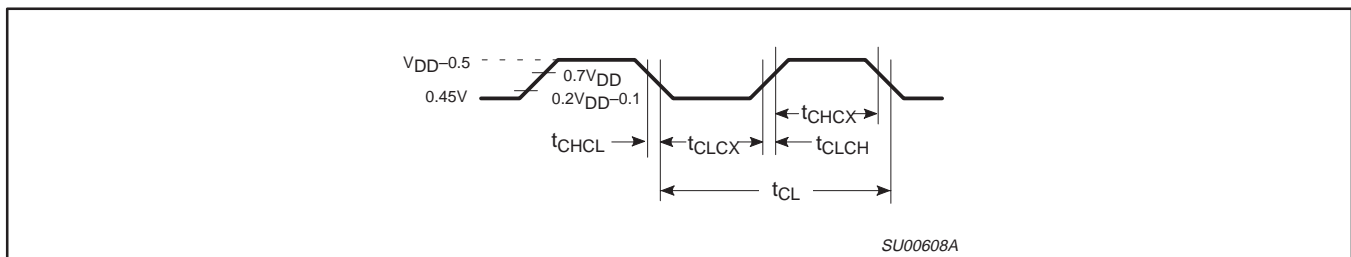 VDD–0.5
0.7VDD
0.45V
0.2VDD–0.1
tCHCX
tCHCL
tCLCX
tCLCH
tCL
SU00608A